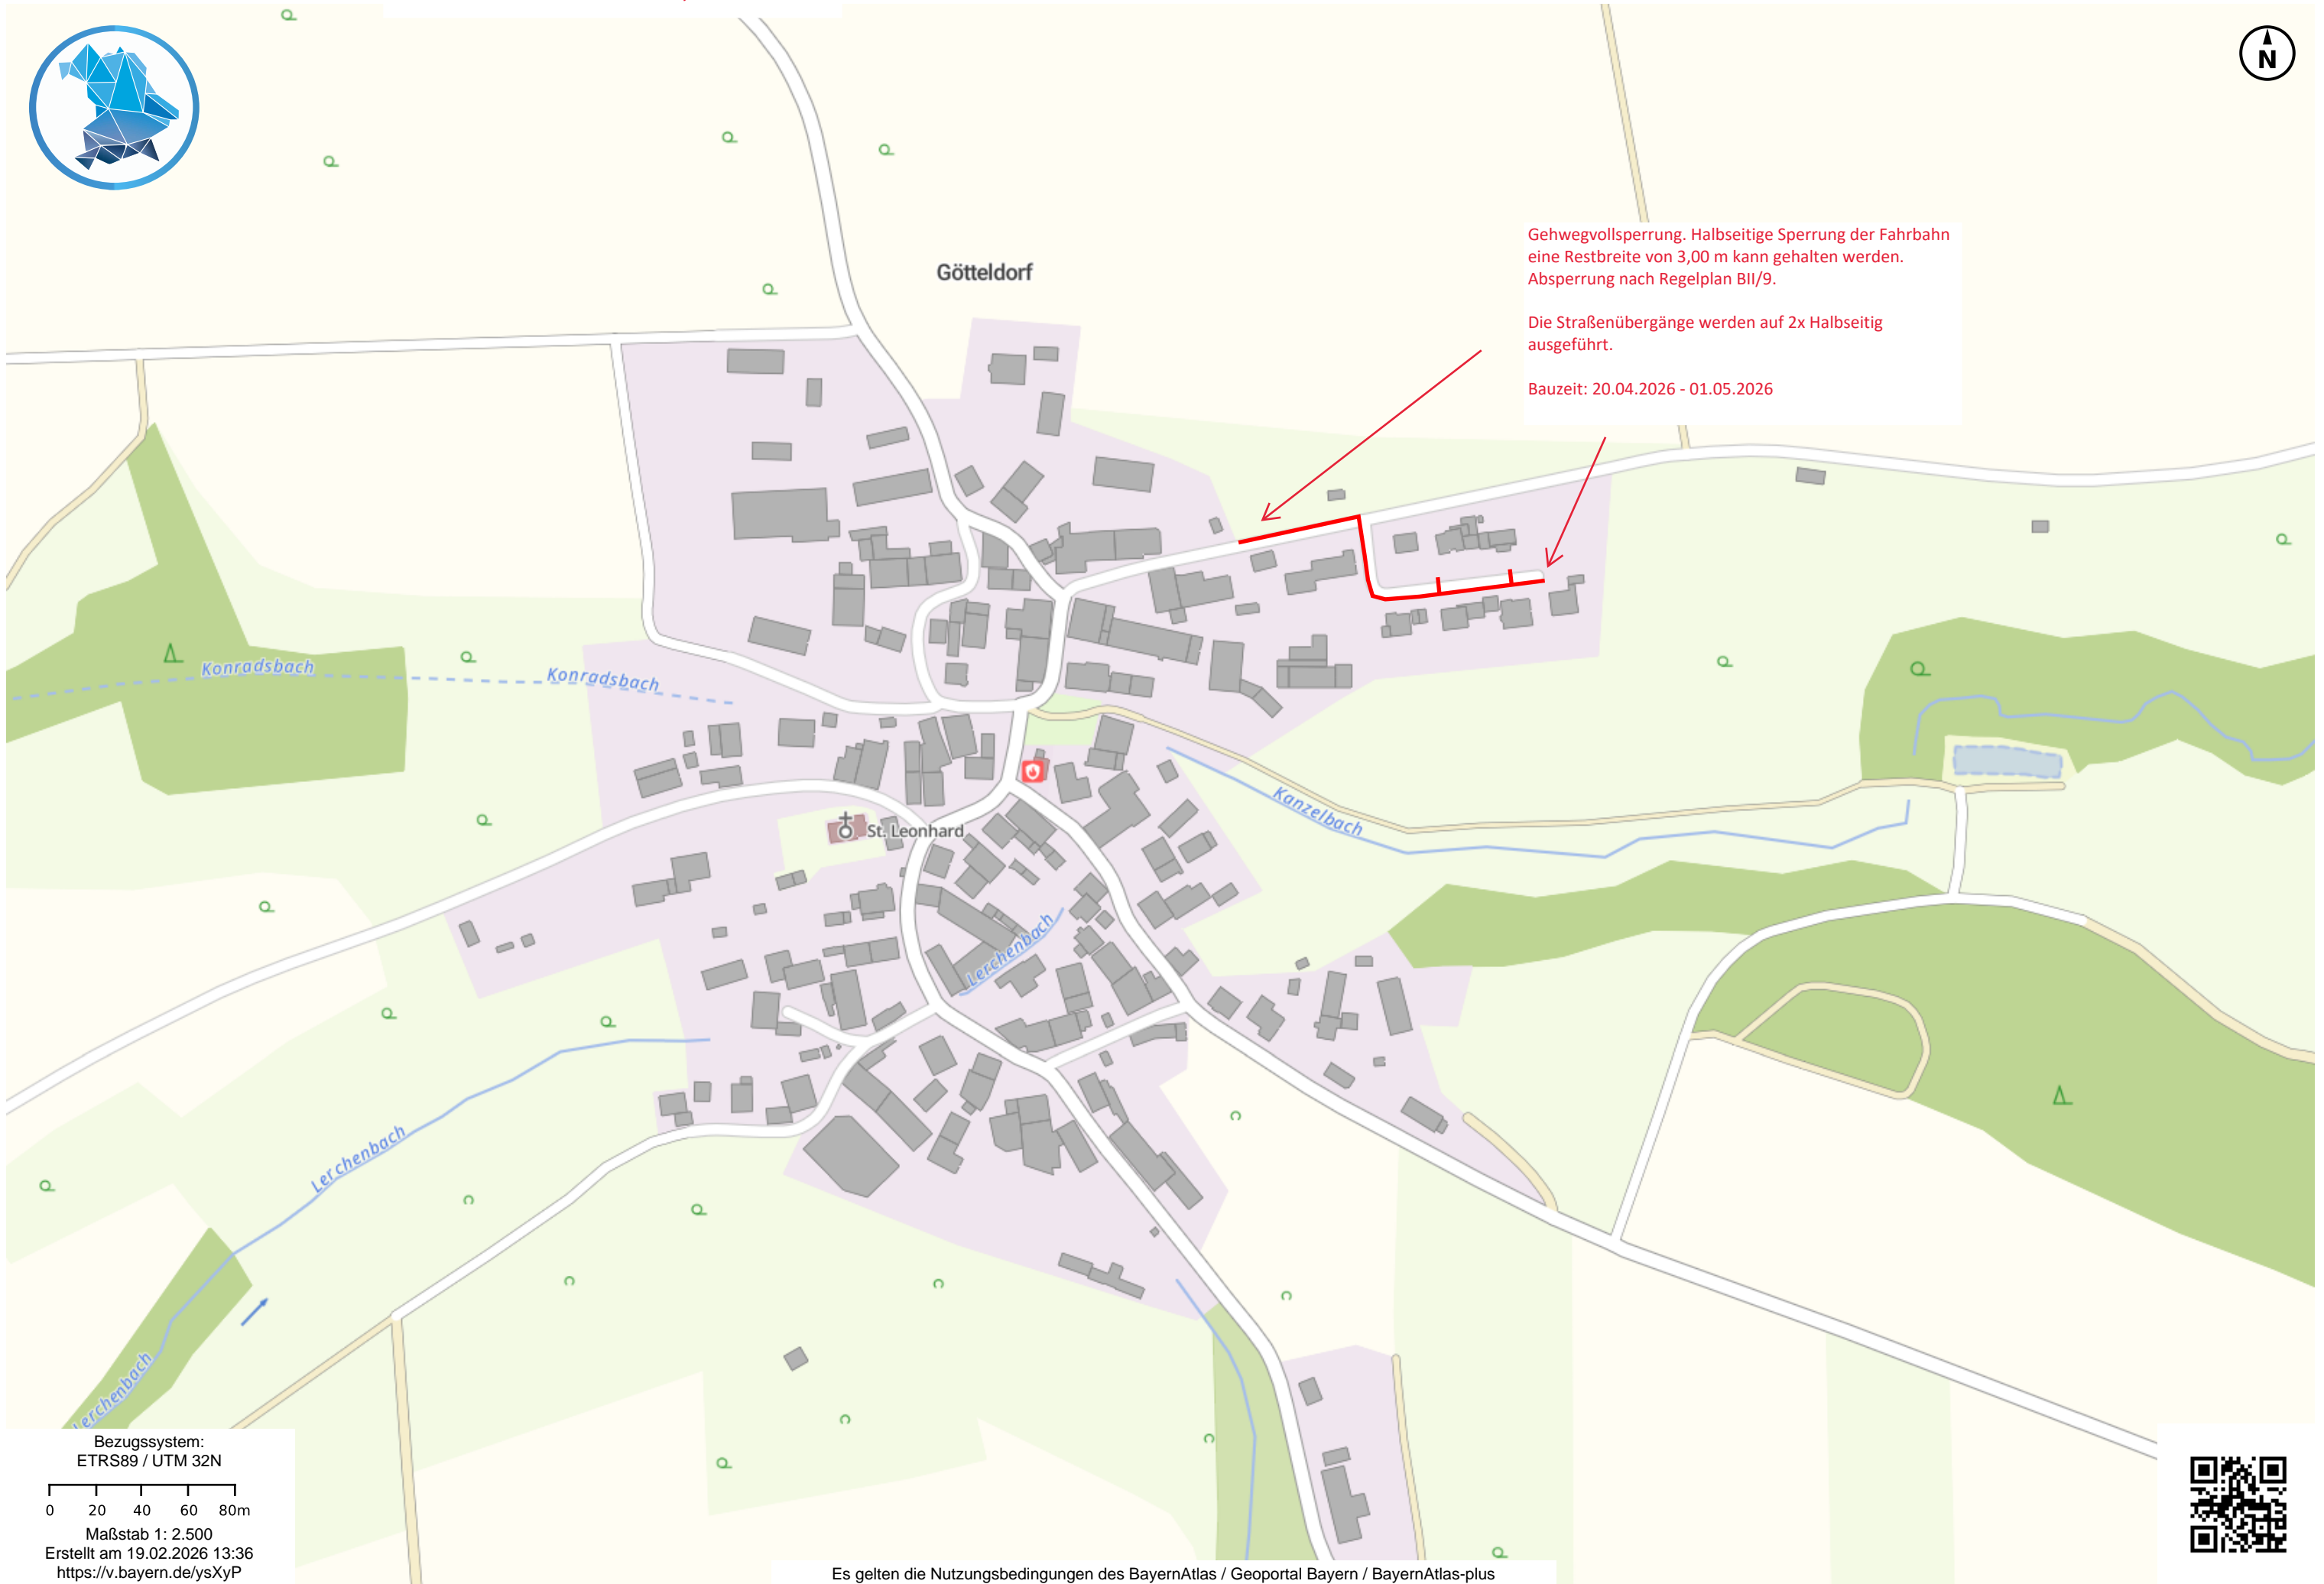 N
Götteldorf
Gehwegvollsperrung. Halbseitige Sperrung der Fahrbahn
eine Restbreite von 3,00 m kann gehalten werden.
Absperrung nach Regelplan BII/9.
Die Straßenübergänge werden auf 2x Halbseitig
ausgeführt.
Bauzeit: 20.04.2026 - 01.05.2026
Konradsbach
Konradsbach
Kanzelbach
St. Leonhard
Lerchenbach
Lerchenbach
Lerchenbach
Bezugssystem:
ETRS89 / UTM 32N
0 20 40 60 80m
Maßstab 1: 2.500
Erstellt am 19.02.2026 13:36
https://v.bayern.de/ysXyP
Es gelten die Nutzungsbedingungen des BayernAtlas / Geoportal Bayern / BayernAtlas-plus